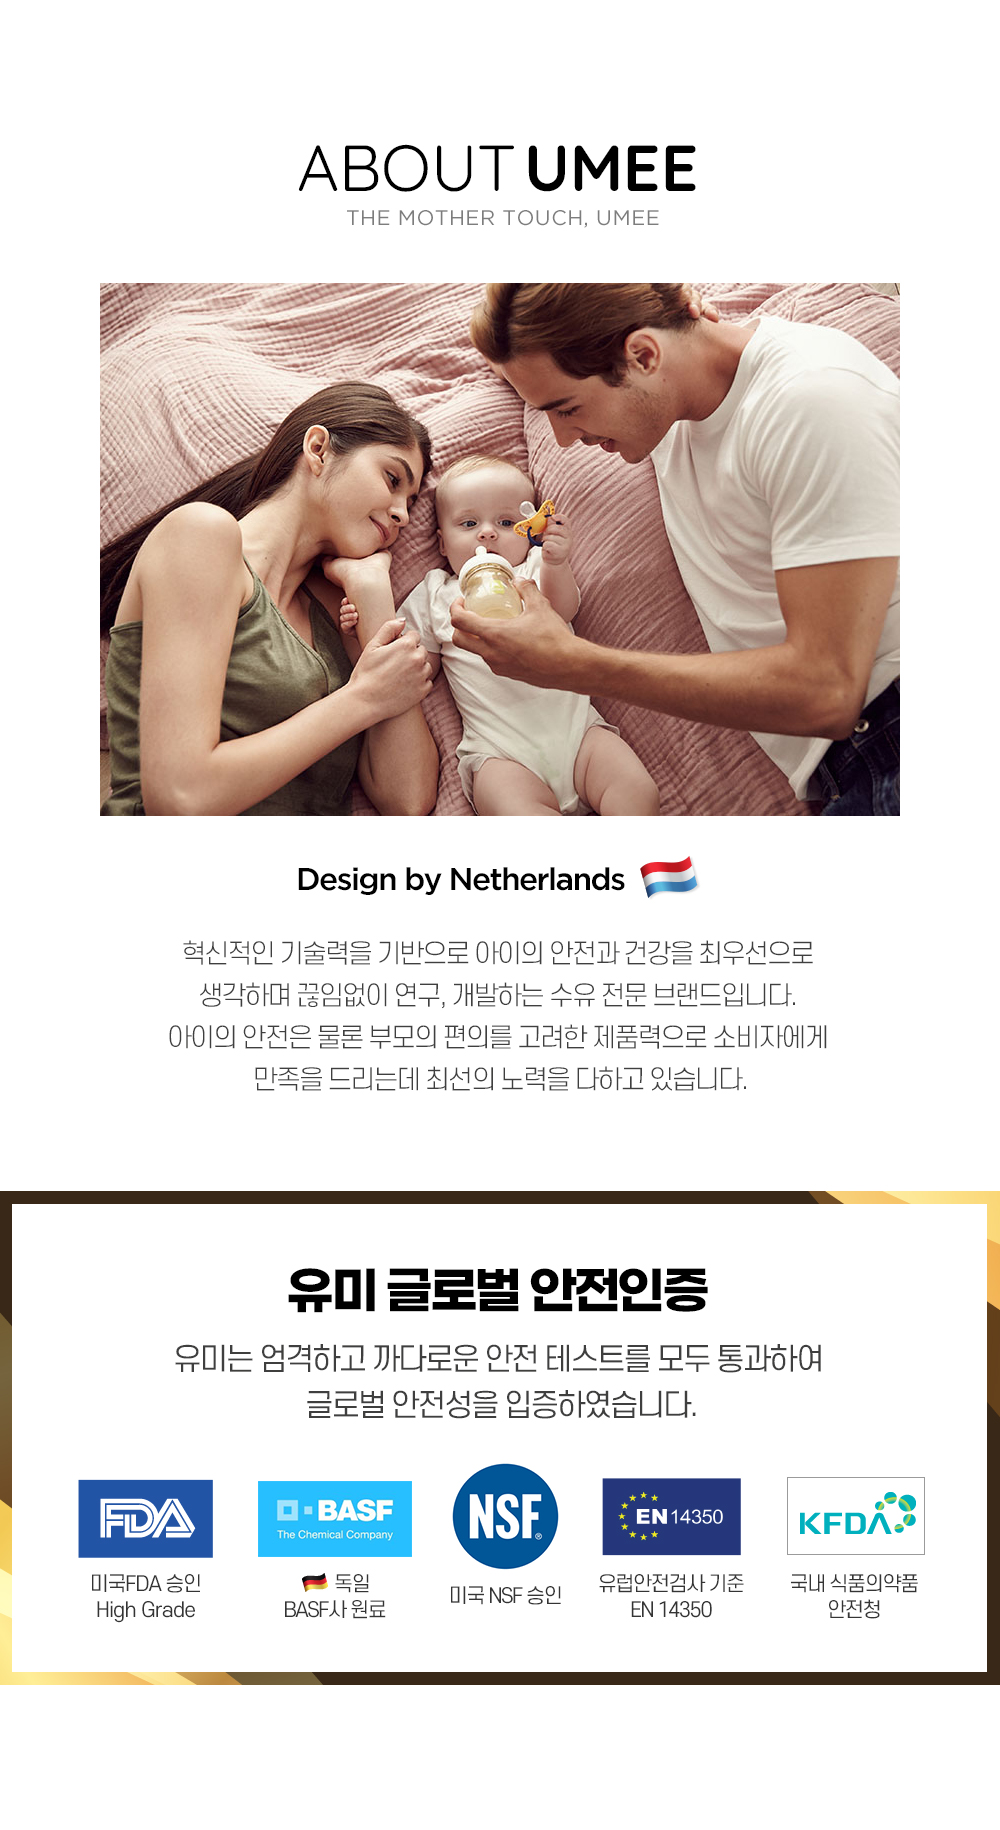 ABOUT UMEE
THE MOTHER TOUCH, UMEE
Design by Netherlands
혁신적인 기술력을 기반으로 아이의 안전과 건강을 최우선으로
생각하며 끊임없이 연구, 개발하는 수유 전문 브랜드입니다.
아이의 안전은 물론 부모의 편의를 고려한 제품력으로 소비자에게
만족을 드리는데 최선의 노력을 다하고 있습니다.
유미 글로벌 안전인증
유미는 엄격하고 까다로운 안전 테스트를 모두 통과하여
글로벌 안전성을 입증하였습니다.
FDA
미국FDA 승인
High Grade
BASF
The Chemical Company
독일
BASF사 원료
NSF®
미국 NSF 승인
EN 14350
유럽안전검사 기준
EN 14350
KFDA
국내 식품의약품
안전청